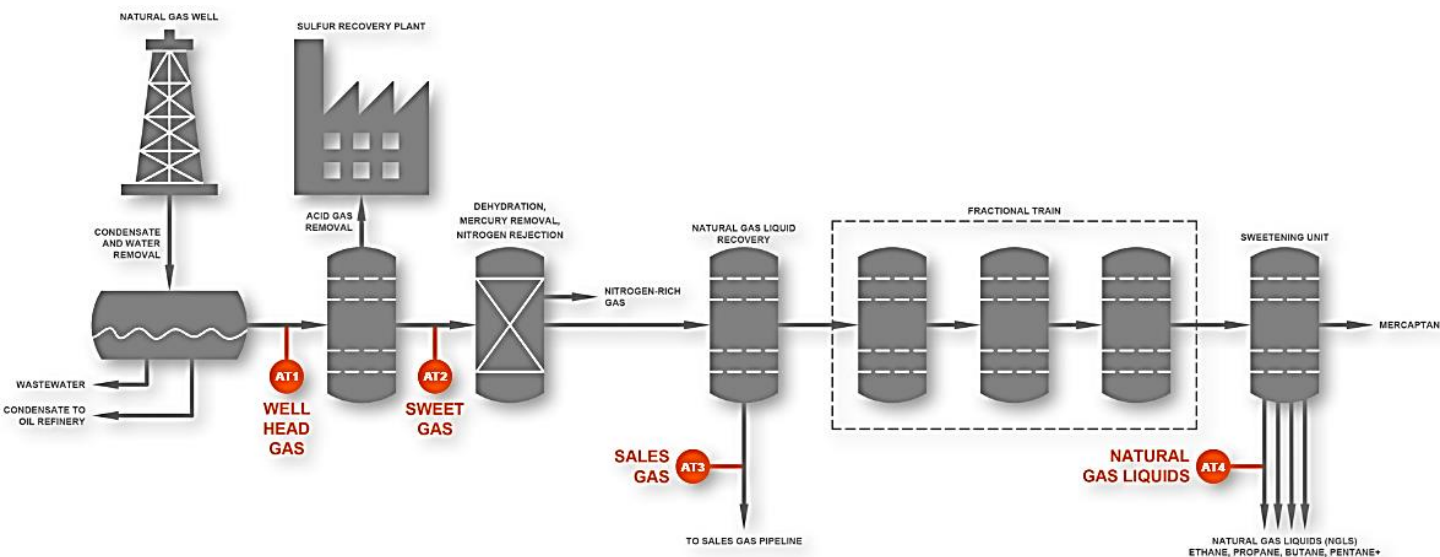 NATURAL GAS WELL
SULFUR RECOVERY PLANT
CONDENSATE
AND WATER
REMOVAL
ACID GAS
REMOVAL
DEHYDRATION,
MERCURY REMOVAL,
NITROGEN REJECTION
NITROGEN-RICH
GAS
NATURAL GAS LIQUID
RECOVERY
FRACTIONAL TRAIN
SWEETENING UNIT
MERCAPTAN
WASTEWATER
CONDENSATE TO
OIL REFINERY
AT1
WELL
HEAD
GAS
AT2
SWEET
GAS
SALES
GAS
AT3
TO SALES GAS PIPELINE
NATURAL
GAS LIQUIDS
AT4
NATURAL GAS LIQUIDS (NGLS)
ETHANE, PROPANE, BUTANE, PENTANE+